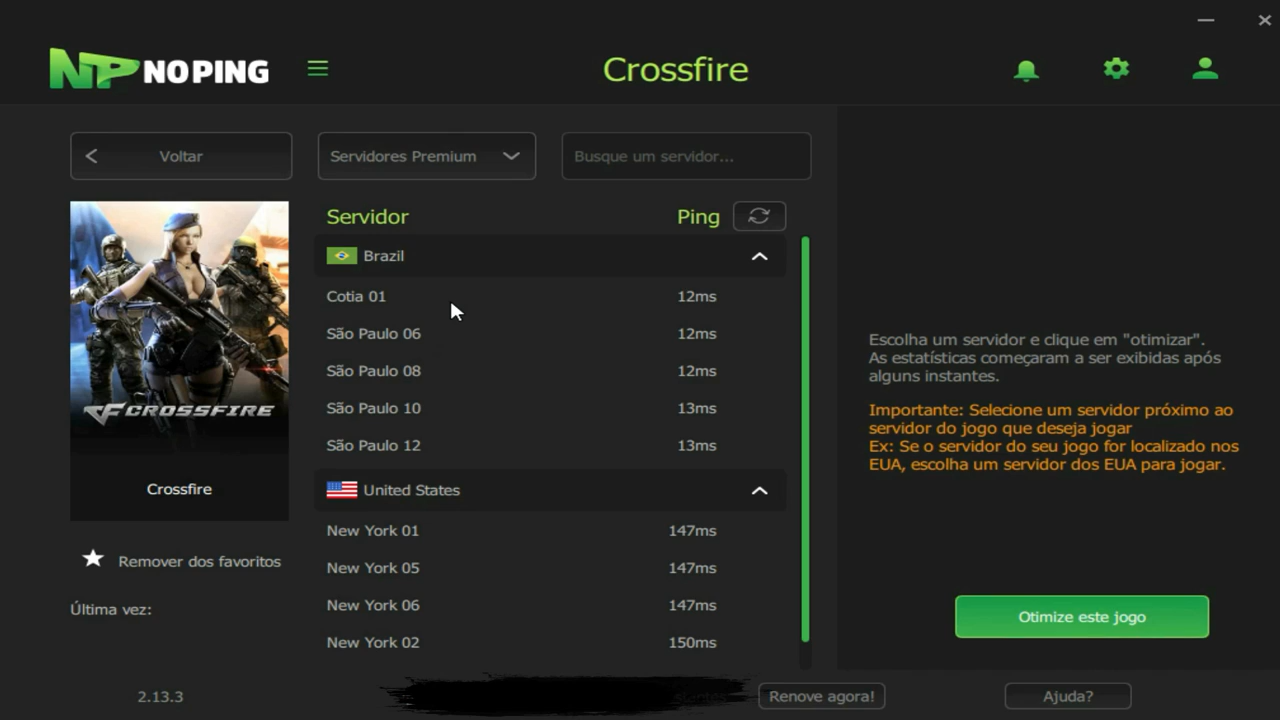 NP NOPING
Crossfire
Voltar
Servidores Premium
Busque um servidor...
Servidor Ping
Brazil
Cotia 01 12ms
São Paulo 06 12ms
São Paulo 08 12ms
São Paulo 10 13ms
São Paulo 12 13ms
United States
New York 01 147ms
New York 05 147ms
New York 06 147ms
New York 02 150ms
CF CROSSFIRE
Crossfire
Remover dos favoritos
Última vez:
Escolha um servidor e clique em "otimizar".
As estatísticas começaram a ser exibidas após
alguns instantes.
Importante: Selecione um servidor próximo ao
servidor do jogo que deseja jogar
Ex: Se o servidor do seu jogo for localizado nos
EUA, escolha um servidor dos EUA para jogar.
Otimize este jogo
2.13.3
Renove agora!
Ajuda?